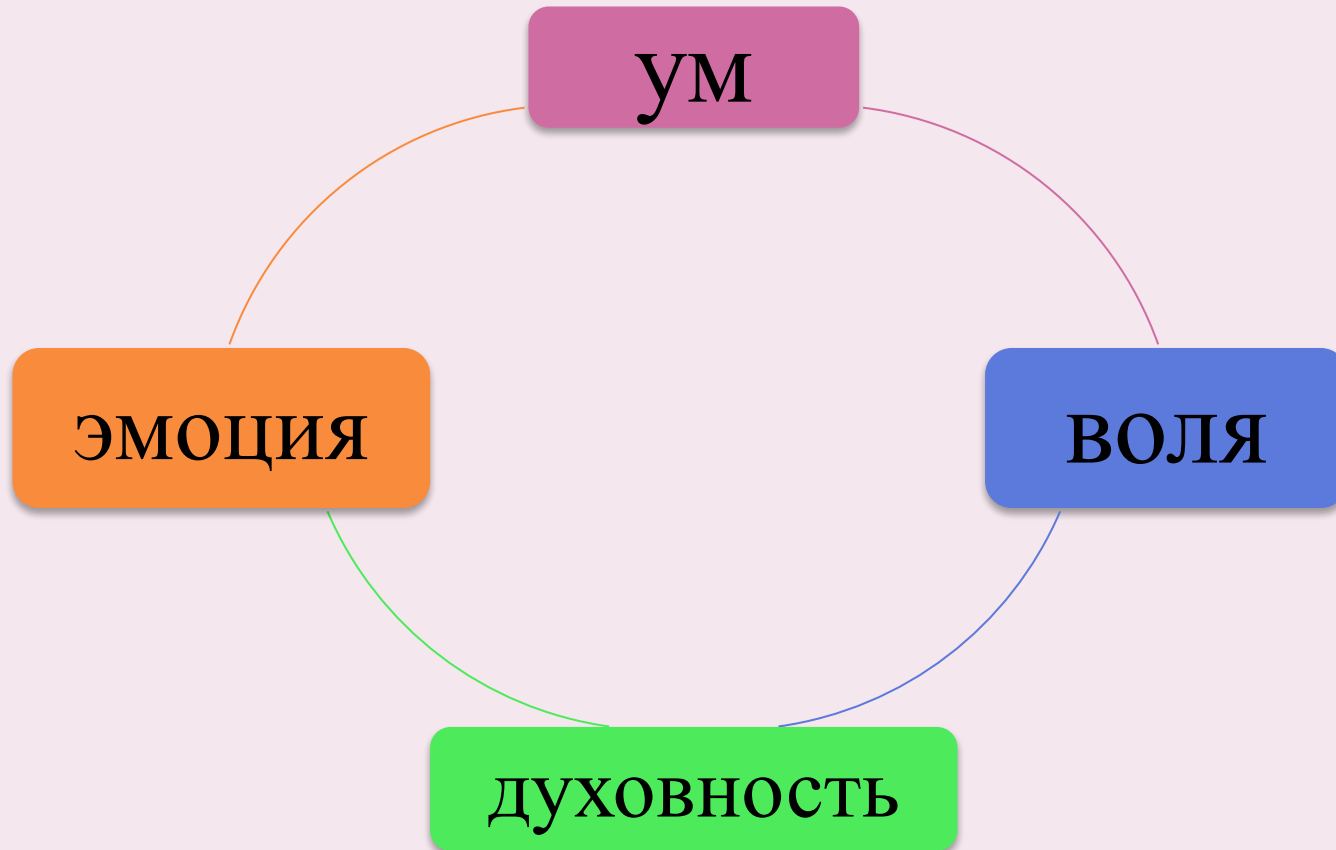 ум
эмоция
воля
духовность